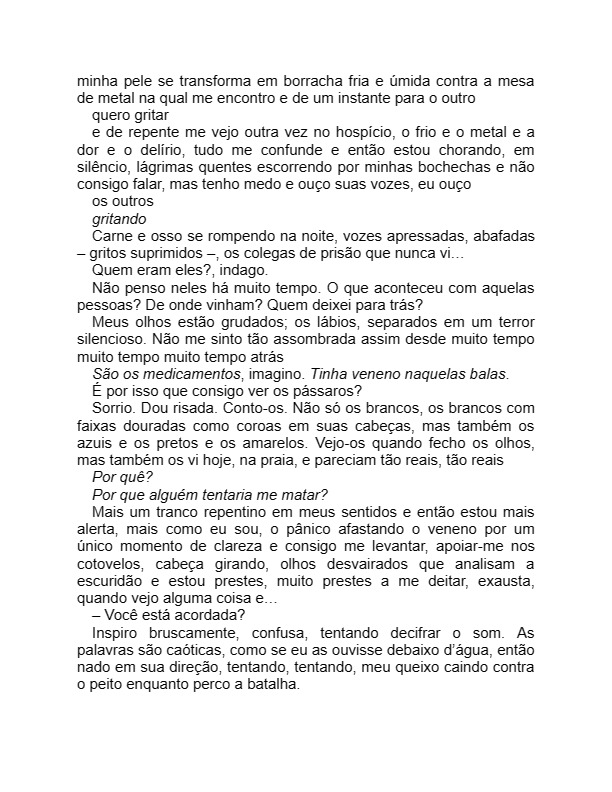 minha pele se transforma em borracha fria e úmida contra a mesa
de metal na qual me encontro e de um instante para o outro
quero gritar
e de repente me vejo outra vez no hospício, o frio e o metal e a
dor e o delírio, tudo me confunde e então estou chorando, em
silêncio, lágrimas quentes escorrendo por minhas bochechas e não
consigo falar, mas tenho medo e ouço suas vozes, eu ouço
os outros
gritando
Carne e osso se rompendo na noite, vozes apressadas, abafadas
– gritos suprimidos –, os colegas de prisão que nunca vi…
Quem eram eles?, indago.
Não penso neles há muito tempo. O que aconteceu com aquelas
pessoas? De onde vinham? Quem deixei para trás?
Meus olhos estão grudados; os lábios, separados em um terror
silencioso. Não me sinto tão assombrada assim desde muito tempo
muito tempo muito tempo atrás
São os medicamentos, imagino. Tinha veneno naquelas balas.
É por isso que consigo ver os pássaros?
Sorrio. Dou risada. Conto-os. Não só os brancos, os brancos com
faixas douradas como coroas em suas cabeças, mas também os
azuis e os pretos e os amarelos. Vejo-os quando fecho os olhos,
mas também os vi hoje, na praia, e pareciam tão reais, tão reais
Por quê?
Por que alguém tentaria me matar?
Mais um tranco repentino em meus sentidos e então estou mais
alerta, mais como eu sou, o pânico afastando o veneno por um
único momento de clareza e consigo me levantar, apoiar-me nos
cotovelos, cabeça girando, olhos desvairados que analisam a
escuridão e estou prestes, muito prestes a me deitar, exausta,
quando vejo alguma coisa e…
– Você está acordada?
Inspiro bruscamente, confusa, tentando decifrar o som. As
palavras são caóticas, como se eu as ouvisse debaixo d’água, então
nado em sua direção, tentando, tentando, meu queixo caindo contra
o peito enquanto perco a batalha.